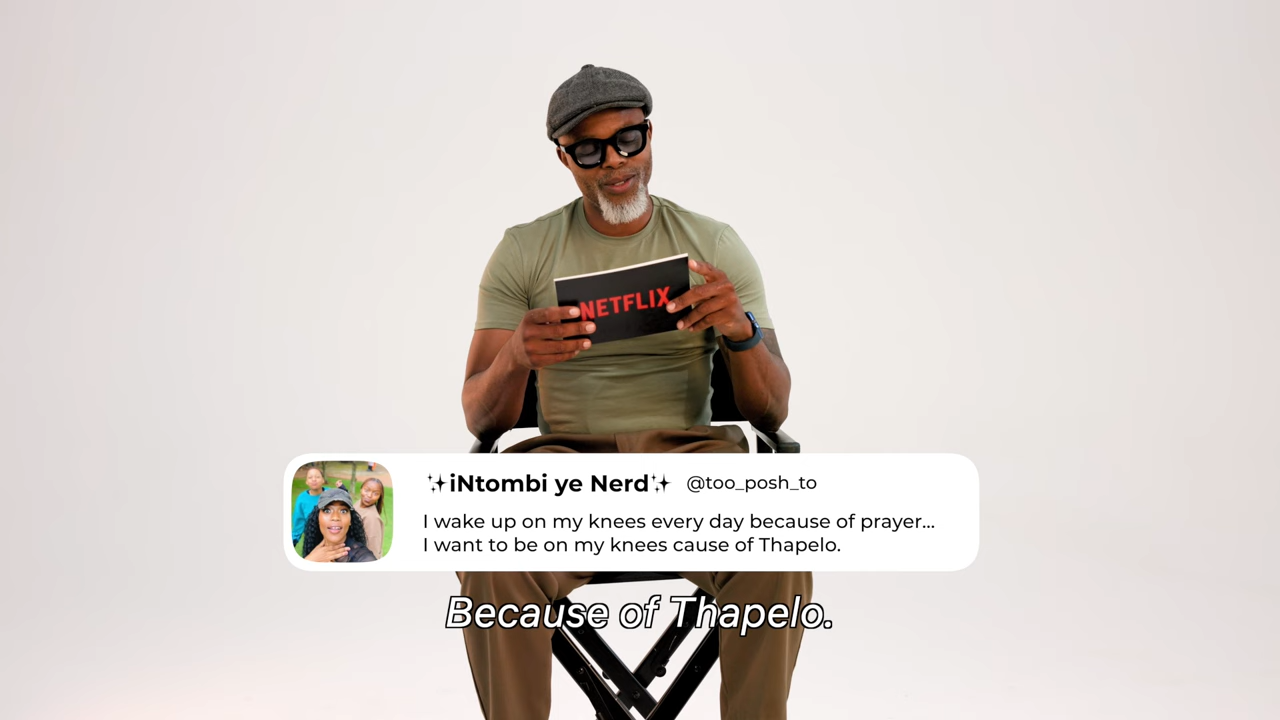 NETFLIX
✨iNtombi ye Nerd✨ @too_posh_to
I wake up on my knees every day because of prayer...
I want to be on my knees cause of Thapelo.
Because of Thapelo.